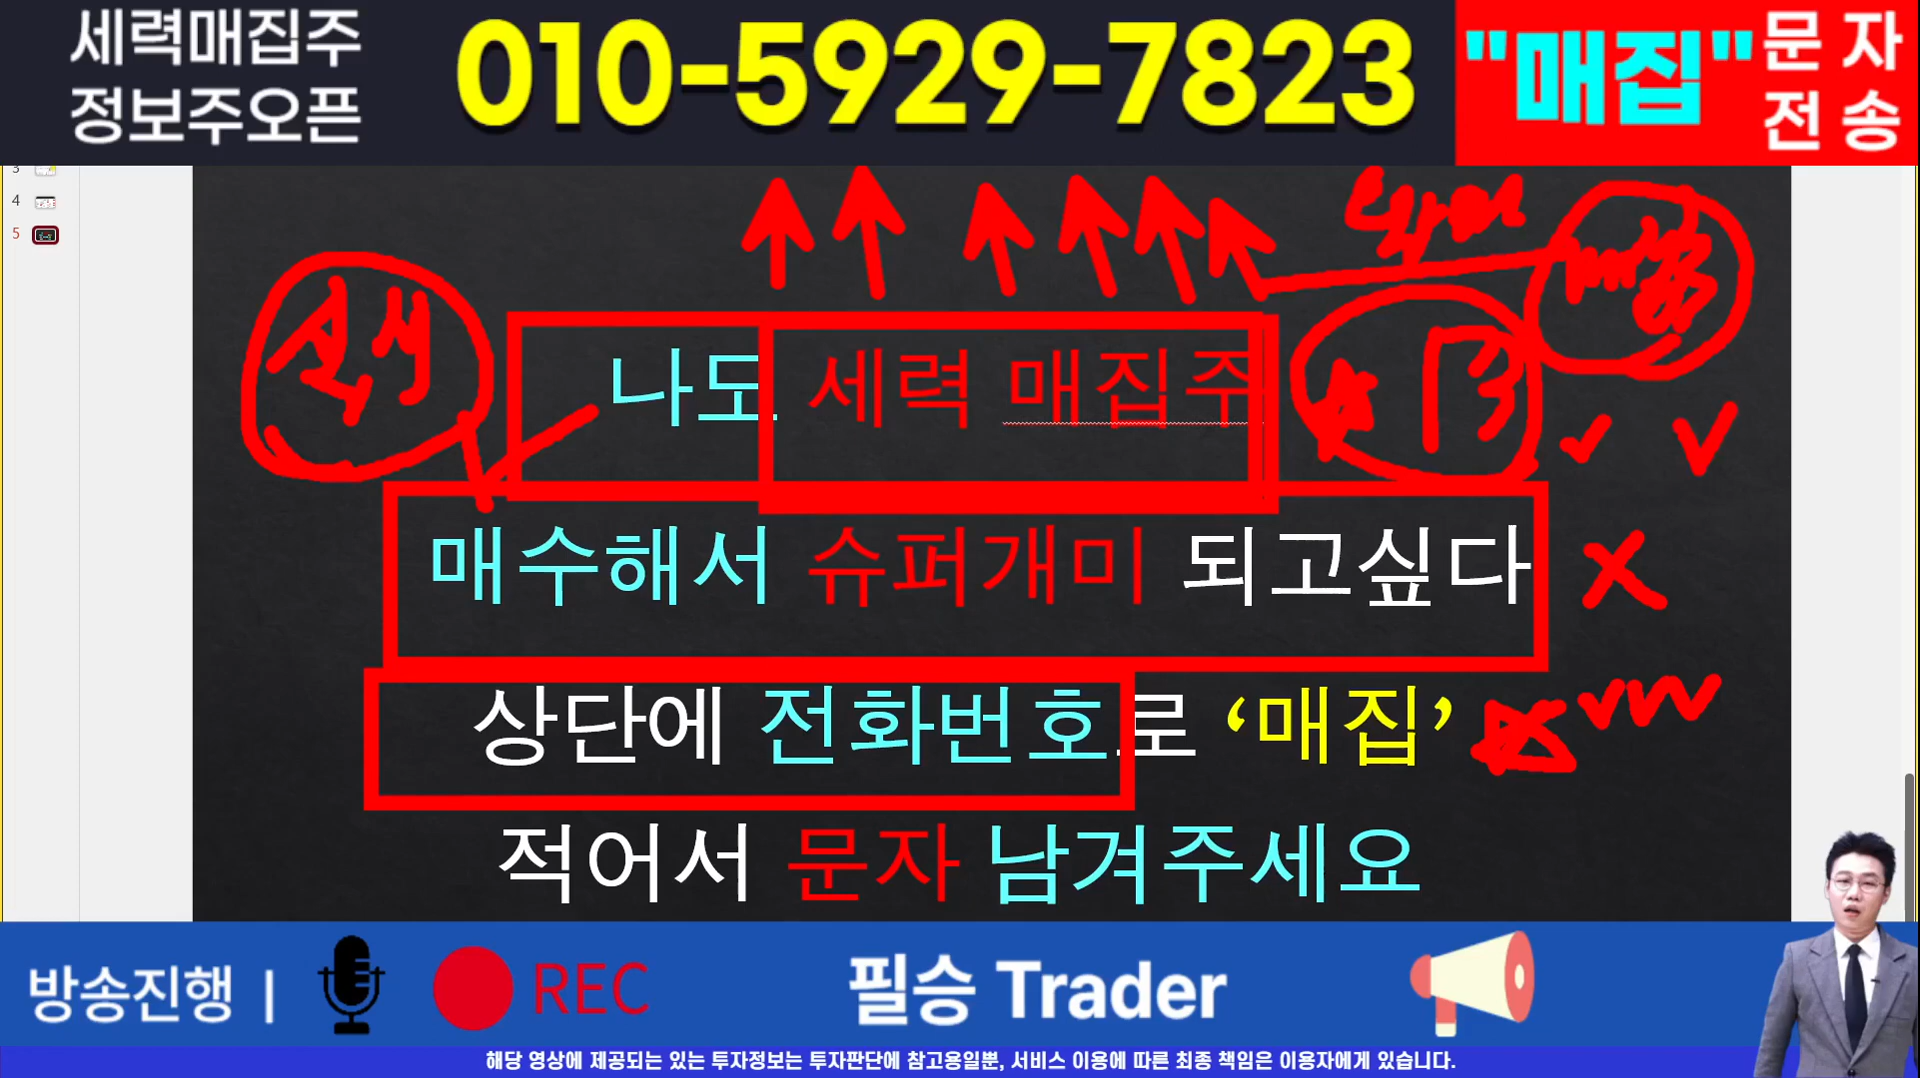 세력매집주
정보주오픈
010-5929-7823
"매집"
문자
전송
3
4
5
나도 세력 매집주
매수해서 슈퍼개미 되고싶다
상단에 전화번호로 ‘매집’
적어서 문자 남겨주세요
방송진행 |
REC
필승 Trader
해당 영상에 제공되는 있는 투자정보는 투자판단에 참고용일뿐, 서비스 이용에 따른 최종 책임은 이용자에게 있습니다.